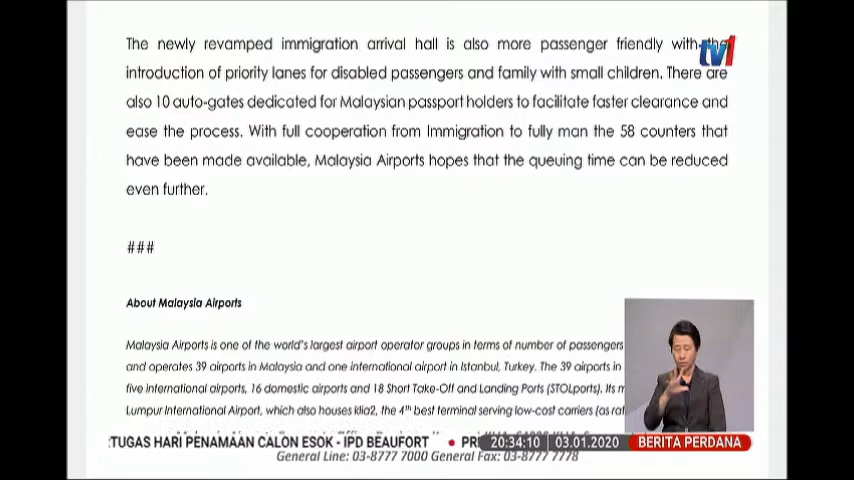 The newly revamped immigration arrival hall is also more passenger friendly with the
tv1
introduction of priority lanes for disabled passengers and family with small children. There are
also 10 auto-gates dedicated for Malaysian passport holders to facilitate faster clearance and
ease the process. With full cooperation from Immigration to fully man the 58 counters that
have been made available, Malaysia Airports hopes that the queuing time can be reduced
even further.
###
About Malaysia Airports
Malaysia Airports is one of the world's largest airport operator groups in terms of number of passengers
and operates 39 airports in Malaysia and one international airport in Istanbul, Turkey. The 39 airports in
five international airports, 16 domestic airports and 18 Short Take-Off and Landing Ports (STOLports). Its
Lumpur International Airport, which also houses klia2, the 4th best terminal serving low-cost carriers (as
TUGAS HARI PENAMAAN CALON ESOK - IPD BEAUFORT • PR 20:34:10 03.01.2020 BERITA PERDANA
General Line: 03-8777 7000 General Fax: 03-8777 7778